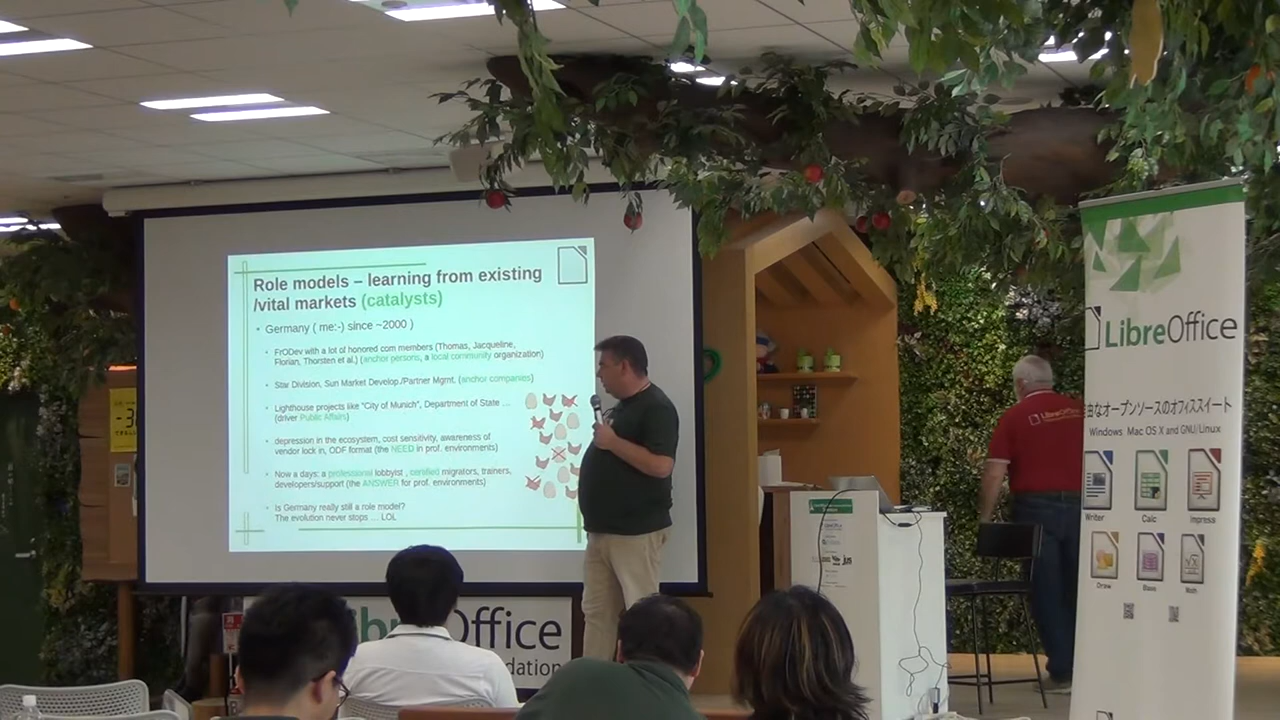 Role models – learning from existing
/vital markets (catalysts)
Germany ( me:-) since ~2000 )
FrODev with a lot of honored com members (Thomas, Jacqueline,
Florian, Thorsten et al.) (anchor persons, a local community organization)
Star Division, Sun Market Develop./Partner Mgmt. (anchor companies)
Lighthouse projects like "City of Munich", Department of State ...
(driver Public Affairs)
depression in the ecosystem, cost sensitivity, awareness of
vendor lock in, ODF format (the NEED in prof. environments)
Now a days: a professional lobbyist , certified migrators, trainers,
developers/support (the ANSWER for prof. environments)
Is Germany really still a role model?
The evolution never stops ... LOL
Office
LibreOffice
LibreOffice
由なオープンソースのオフィススイート
Windows, Mac OS X and GNU/Linux
Writer
Calc
Impress
Draw
Base
Math